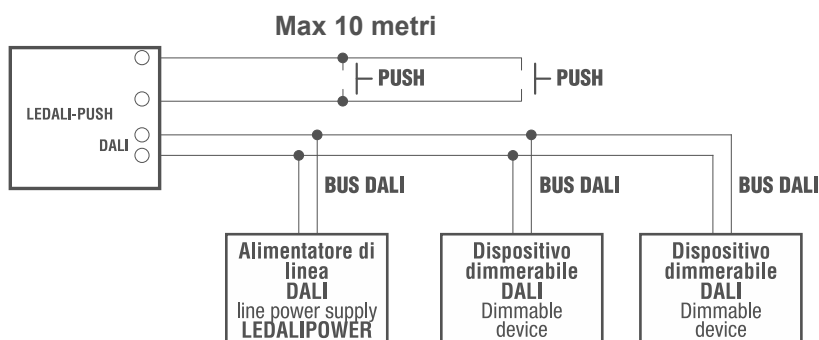 Max 10 metri
PUSH
PUSH
LEDALI-PUSH
DALI
BUS DALI
BUS DALI
BUS DALI
Alimentatore di
linea
DALI
line power supply
LEDALIPOWER
Dispositivo
dimmerabile
DALI
Dimmable
device
Dispositivo
dimmerabile
DALI
Dimmable
device